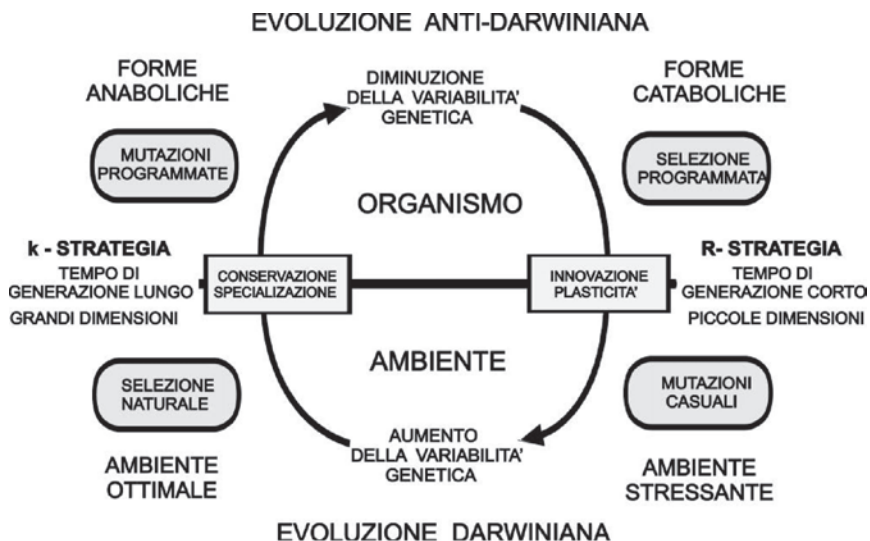 EVOLUZIONE ANTI-DARWINIANA
FORME
ANABOLICHE
DIMINUZIONE
DELLA VARIABILITA'
GENETICA
FORME
CATABOLICHE
MUTAZIONI
PROGRAMMATE
SELEZIONE
PROGRAMMATA
ORGANISMO
k - STRATEGIA
TEMPO DI
GENERAZIONE LUNGO
GRANDI DIMENSIONI
CONSERVAZIONE
SPECIALIZAZIONE
INNOVAZIONE
PLASTICITA'
R- STRATEGIA
TEMPO DI
GENERAZIONE CORTO
PICCOLE DIMENSIONI
AMBIENTE
SELEZIONE
NATURALE
MUTAZIONI
CASUALI
AUMENTO
DELLA VARIABILITA'
GENETICA
AMBIENTE
OTTIMALE
AMBIENTE
STRESSANTE
EVOLUZIONE DARWINIANA